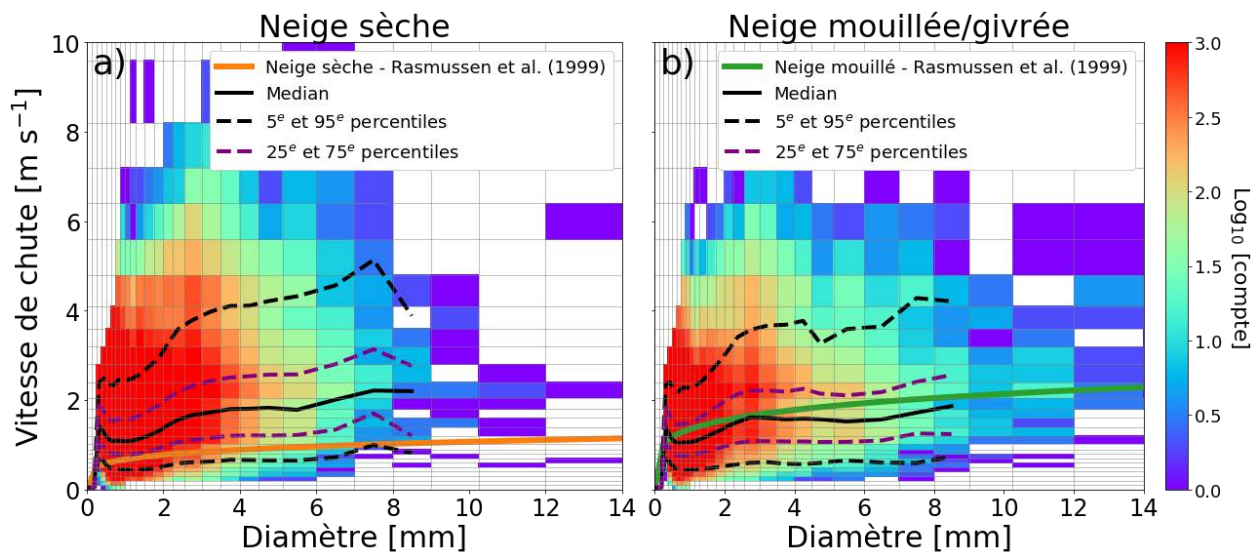 Neige sèche
Neige mouillée/givrée
a)
Neige sèche - Rasmussen et al. (1999)
Median
5e et 95e percentiles
25e et 75e percentiles
b)
Neige mouillé - Rasmussen et al. (1999)
Median
5e et 95e percentiles
25e et 75e percentiles
Vitesse de chute [m s−1]
10
8
6
4
2
0
0 2 4 6 8 10 12 14
Diamètre [mm]
0 2 4 6 8 10 12 14
Diamètre [mm]
3.0
2.5
2.0
1.5
1.0
0.5
0.0
Log10 [compte]